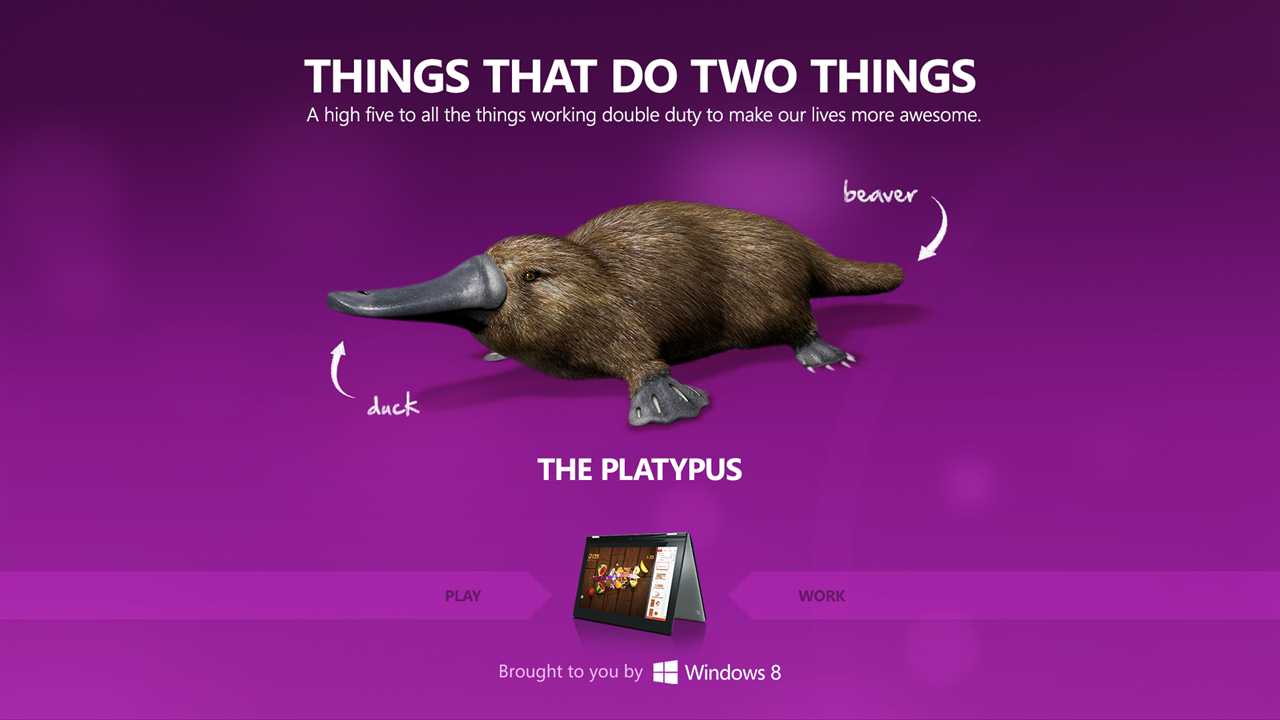 THINGS THAT DO TWO THINGS
A high five to all the things working double duty to make our lives more awesome.
beaver
duck
THE PLATYPUS
PLAY
WORK
Brought to you by Windows 8